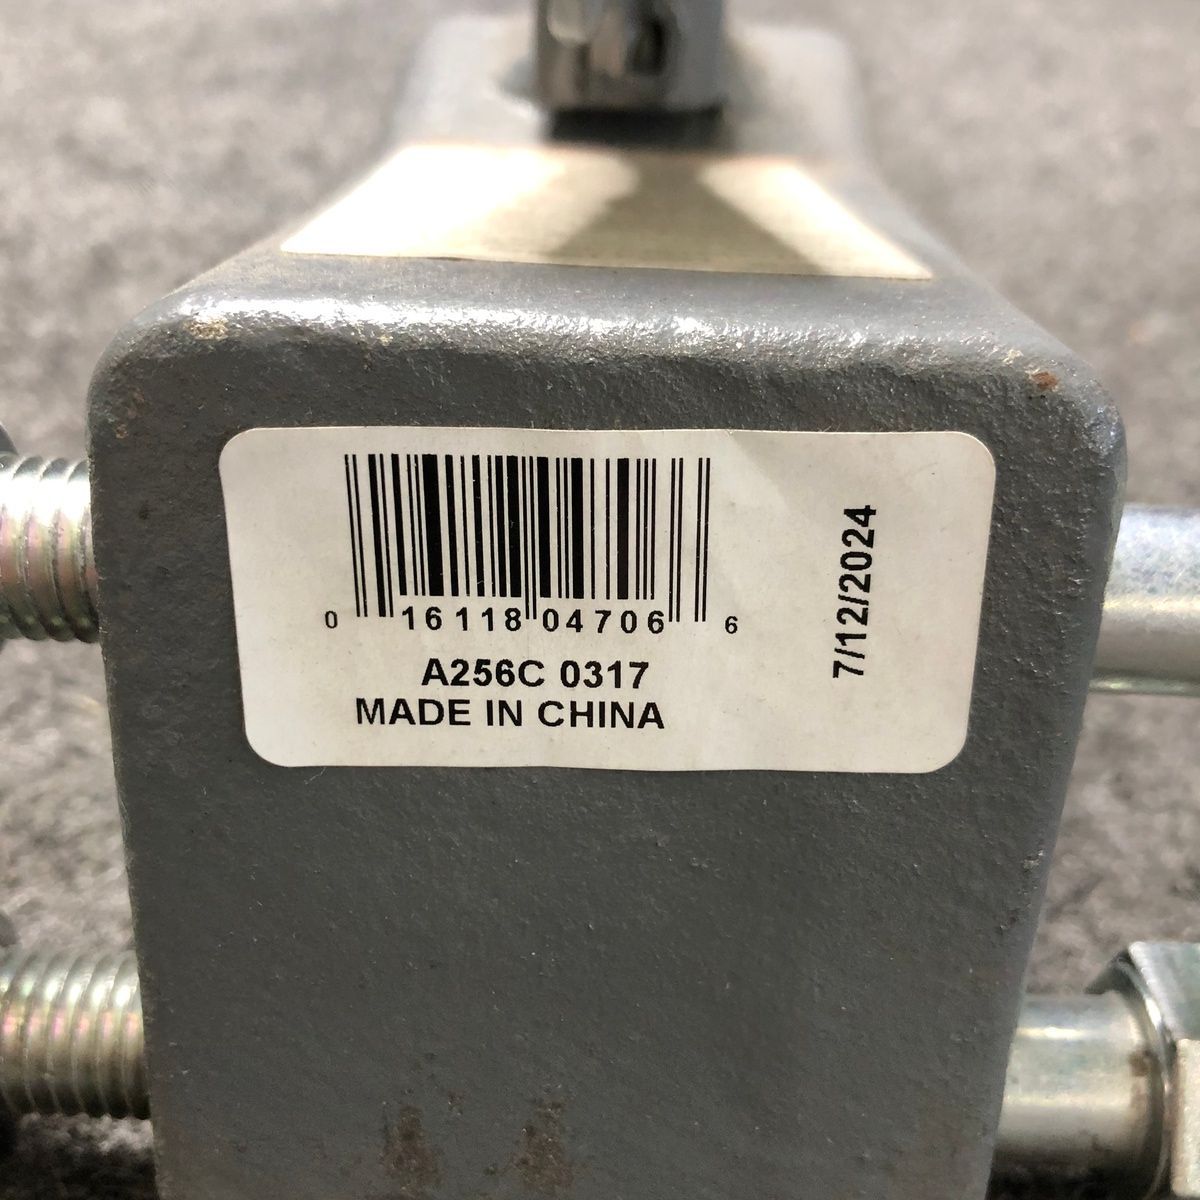 0 16118 04706 6
A256C 0317
MADE IN CHINA
7/12/2024